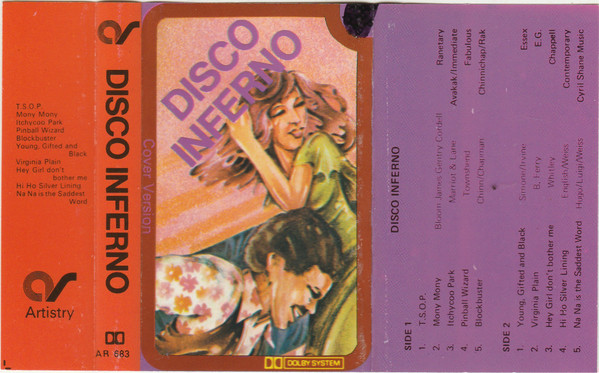 T.S.O.P.
Mony Mony
Itchycoo Park
Pinball Wizard
Blockbuster
Young, Gifted and
Black
Virginia Plain
Hey Girl don't
bother me
Hi Ho Silver Lining
Na Na is the Saddest
Word
Artistry
DISCO INFERNO
AR 583
DISCO
INFERNO
Cover Version
DOLBY SYSTEM
DISCO INFERNO
SIDE 1
1. T.S.O.P.
2. Mony Mony Bloom James Gentry Cordell Planetary
3. Itchycoo Park Marriot & Lane Avakak./Immediate
4. Pinball Wizard Townshend Fabulous
5. Blockbuster Chinn/Chapman Chinnichap/Rak
SIDE 2
1. Young, Gifted and Black Simone/Irvine Essex
2. Virginia Plain B. Ferry E.G.
3. Hey Girl don't bother me Whitley Chappell
4. Hi Ho Silver Lining English/Weiss Contemporary
5. Na Na is the Saddest Word Hugo/Luigi/Weiss Cyril Shane Music